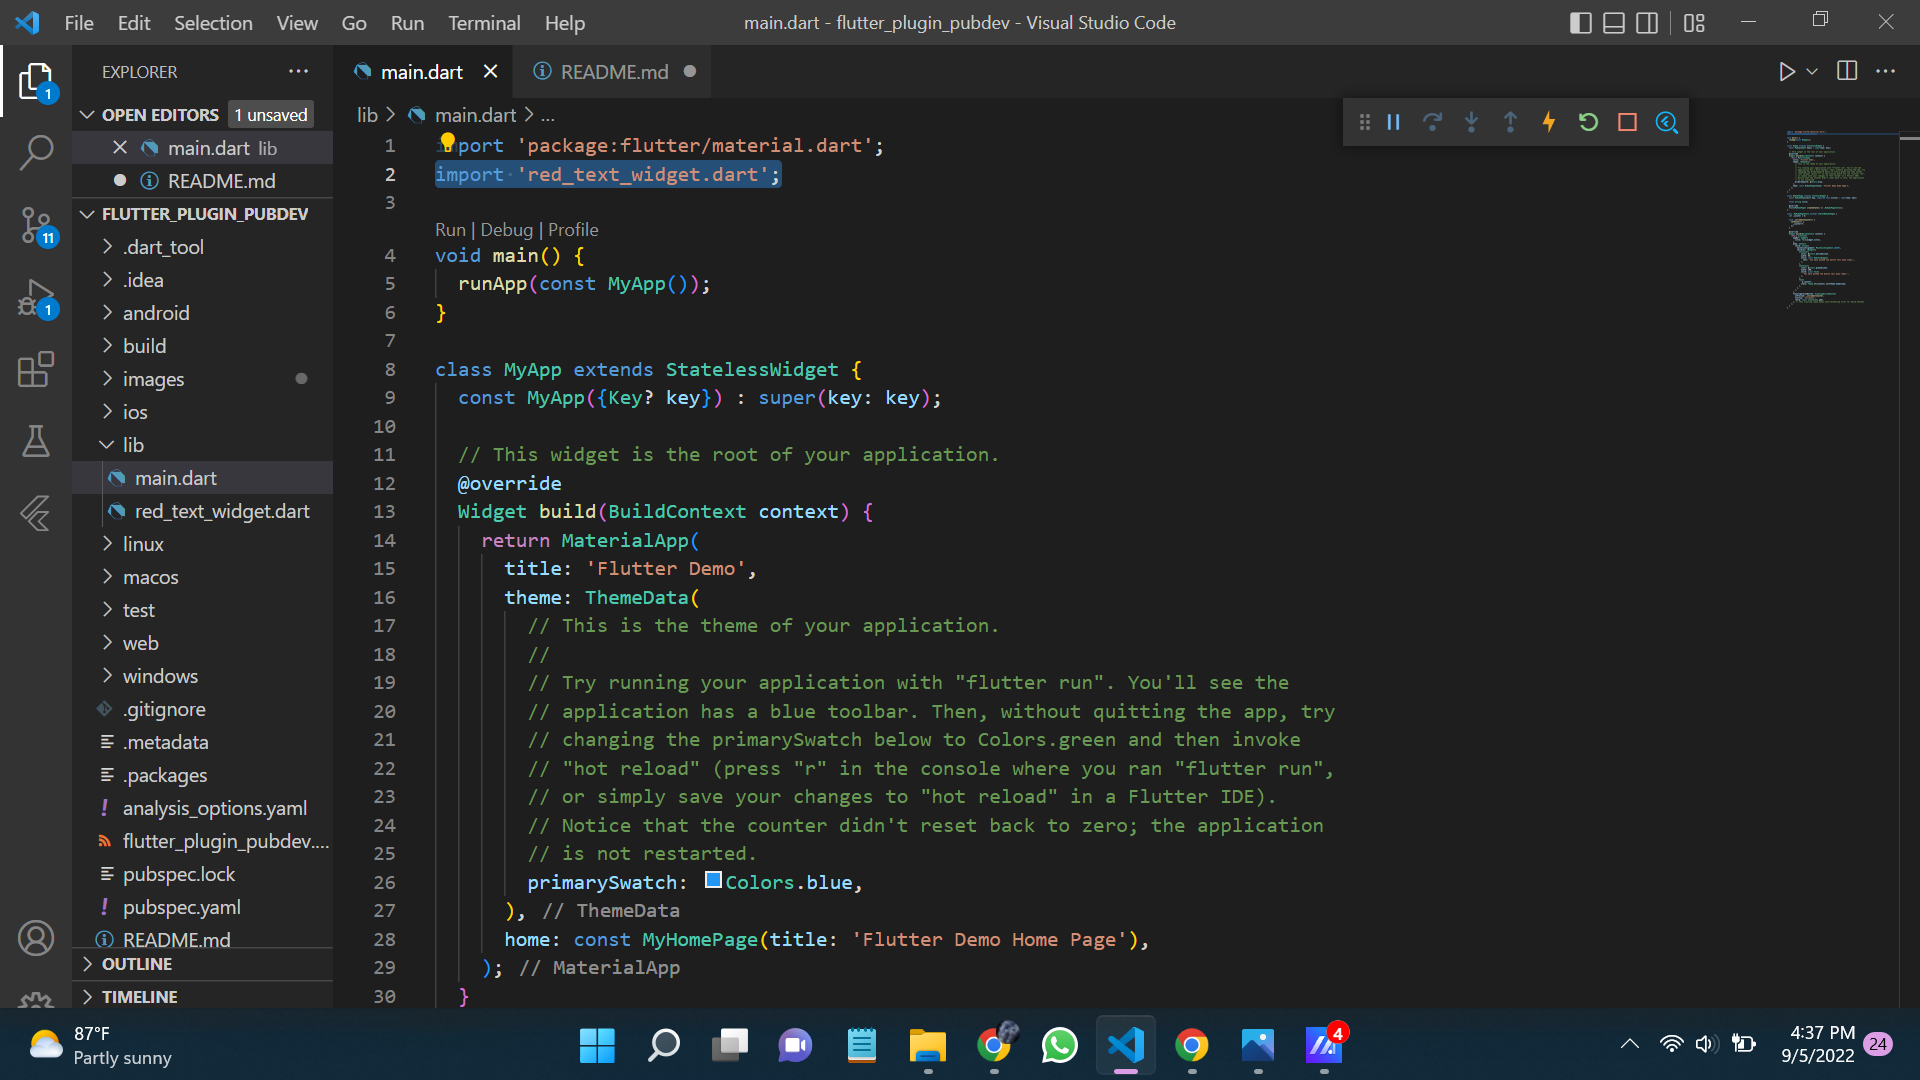 File Edit Selection View Go Run Terminal Help
main.dart - flutter_plugin_pubdev - Visual Studio Code
EXPLORER
OPEN EDITORS 1 unsaved
main.dart lib
README.md
FLUTTER_PLUGIN_PUBDEV
.dart_tool
.idea
android
build
images
ios
lib
main.dart
red_text_widget.dart
linux
macos
test
web
windows
.gitignore
.metadata
.packages
analysis_options.yaml
flutter_plugin_pubdev....
pubspec.lock
pubspec.yaml
README.md
OUTLINE
TIMELINE
1
11
1
main.dart README.md
lib > main.dart > ...
1 import 'package:flutter/material.dart';
2 import 'red_text_widget.dart';
3
Run | Debug | Profile
4 void main() {
5 runApp(const MyApp());
6 }
7
8 class MyApp extends StatelessWidget {
9 const MyApp({Key? key}) : super(key: key);
10
11 // This widget is the root of your application.
12 @override
13 Widget build(BuildContext context) {
14 return MaterialApp(
15 title: 'Flutter Demo',
16 theme: ThemeData(
17 // This is the theme of your application.
18 //
19 // Try running your application with "flutter run". You'll see the
20 // application has a blue toolbar. Then, without quitting the app, try
21 // changing the primarySwatch below to Colors.green and then invoke
22 // "hot reload" (press "r" in the console where you ran "flutter run",
23 // or simply save your changes to "hot reload" in a Flutter IDE).
24 // Notice that the counter didn't reset back to zero; the application
25 // is not restarted.
26 primarySwatch: Colors.blue,
27 ), // ThemeData
28 home: const MyHomePage(title: 'Flutter Demo Home Page'),
29 ); // MaterialApp
30 }
87°F
Partly sunny
4
4:37 PM
9/5/2022
24